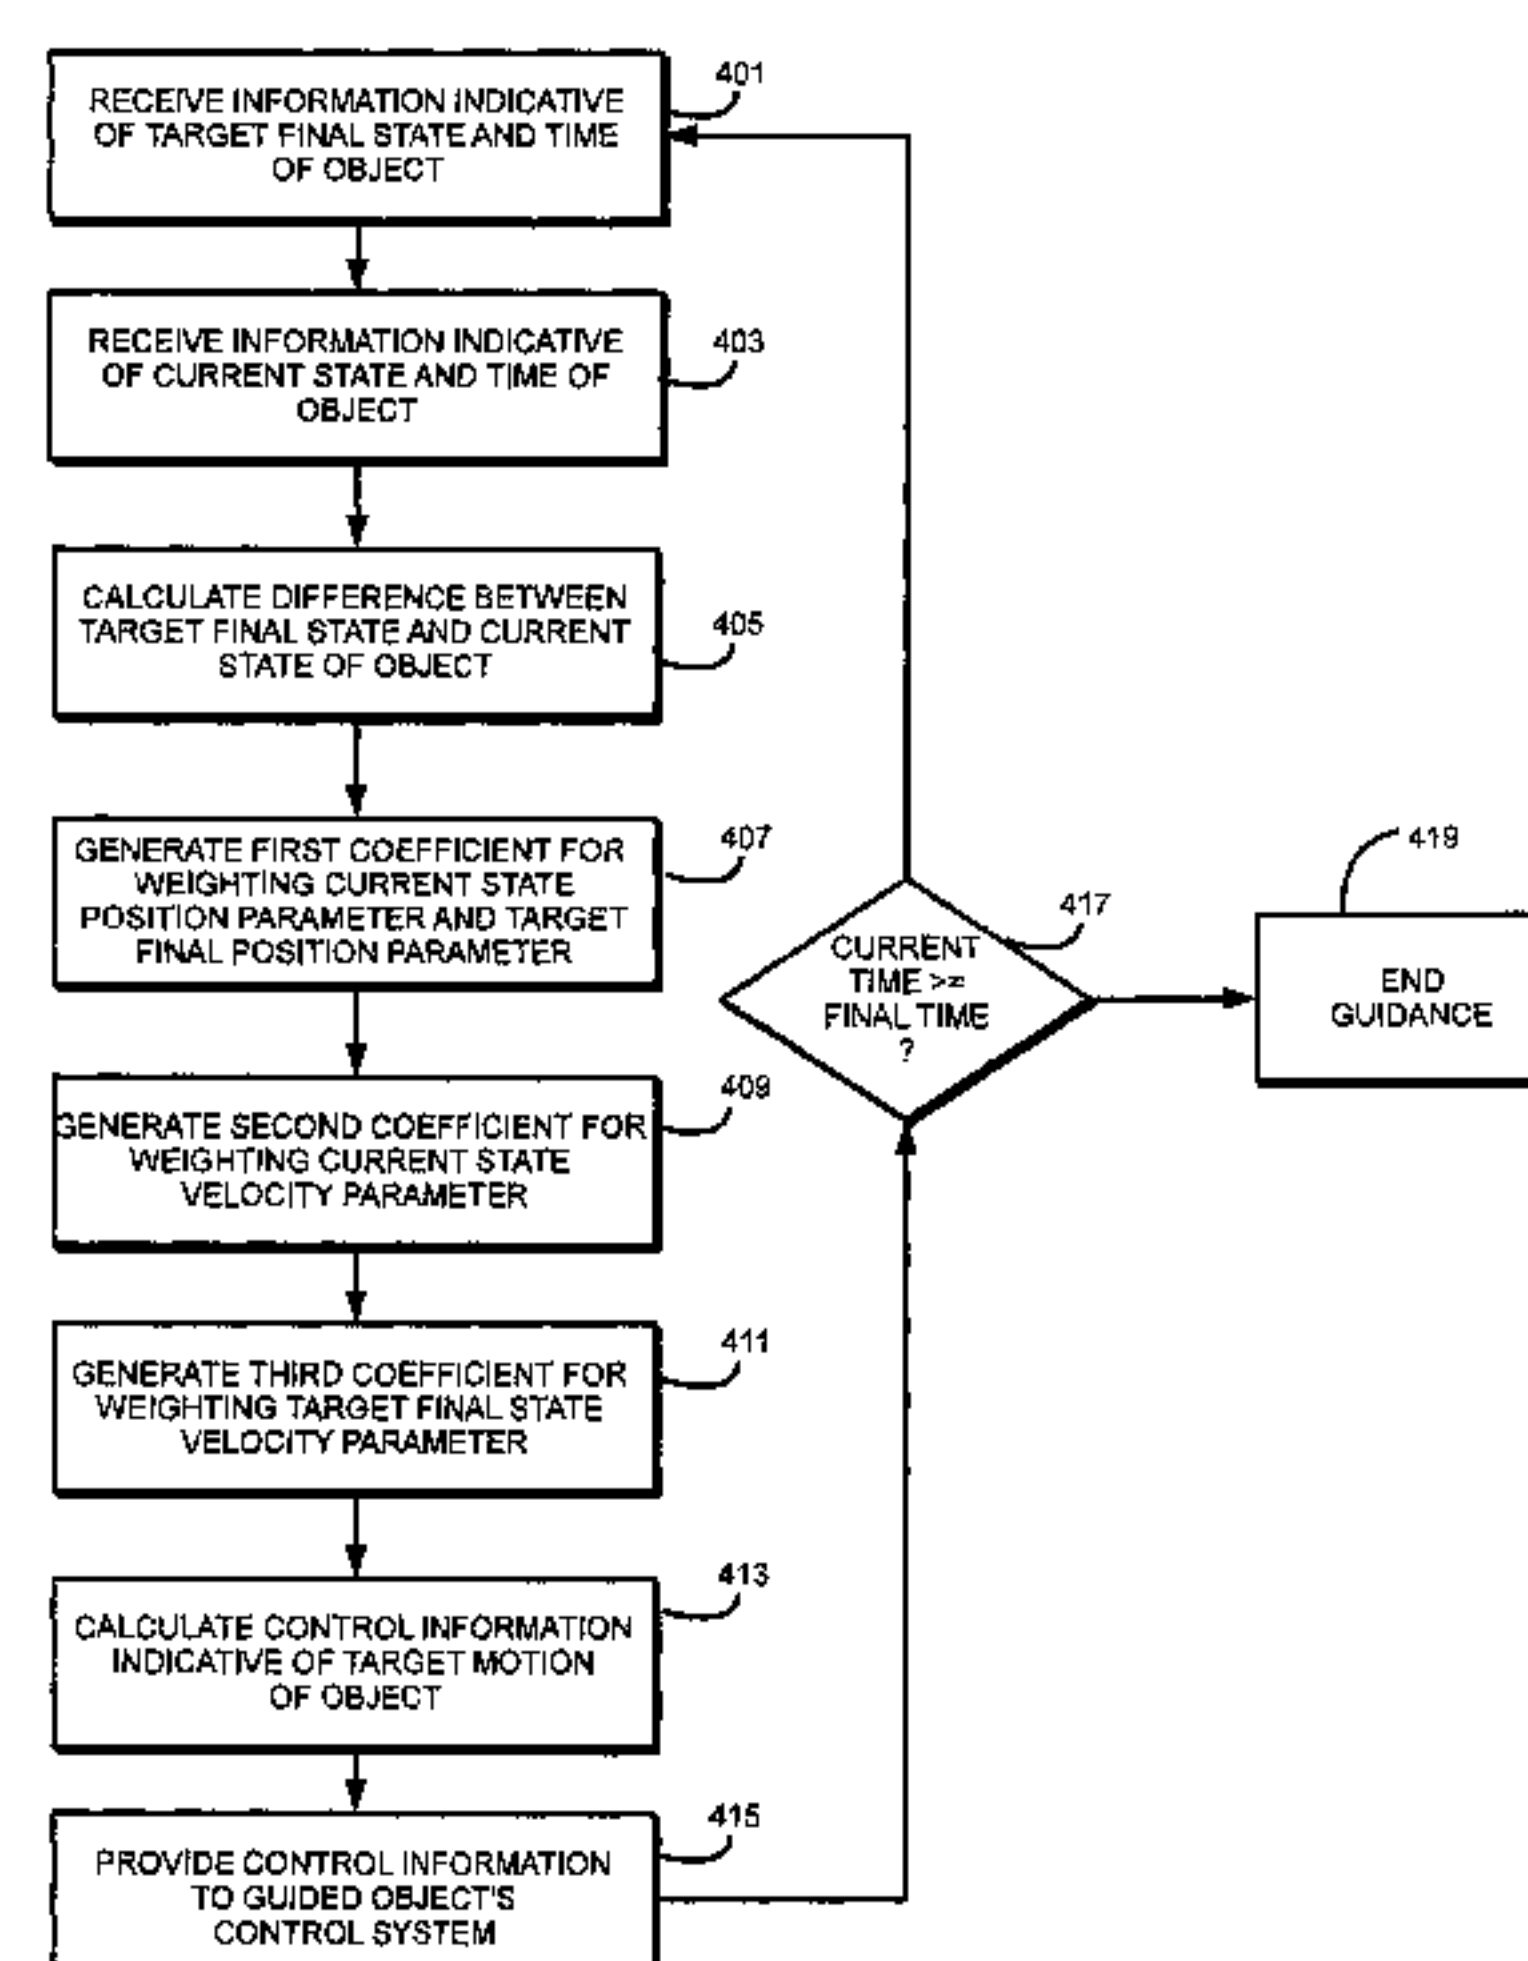 401
RECEIVE INFORMATION INDICATIVE
OF TARGET FINAL STATE AND TIME
OF OBJECT
403
RECEIVE INFORMATION INDICATIVE
OF CURRENT STATE AND TIME OF
OBJECT
405
CALCULATE DIFFERENCE BETWEEN
TARGET FINAL STATE AND CURRENT
STATE OF OBJECT
407
GENERATE FIRST COEFFICIENT FOR
WEIGHTING CURRENT STATE
POSITION PARAMETER AND TARGET
FINAL POSITION PARAMETER
409
GENERATE SECOND COEFFICIENT FOR
WEIGHTING CURRENT STATE
VELOCITY PARAMETER
411
GENERATE THIRD COEFFICIENT FOR
WEIGHTING TARGET FINAL STATE
VELOCITY PARAMETER
413
CALCULATE CONTROL INFORMATION
INDICATIVE OF TARGET MOTION
OF OBJECT
415
PROVIDE CONTROL INFORMATION
TO GUIDED OBJECT'S
CONTROL SYSTEM
417
CURRENT
TIME >=
FINAL TIME
?
419
END
GUIDANCE